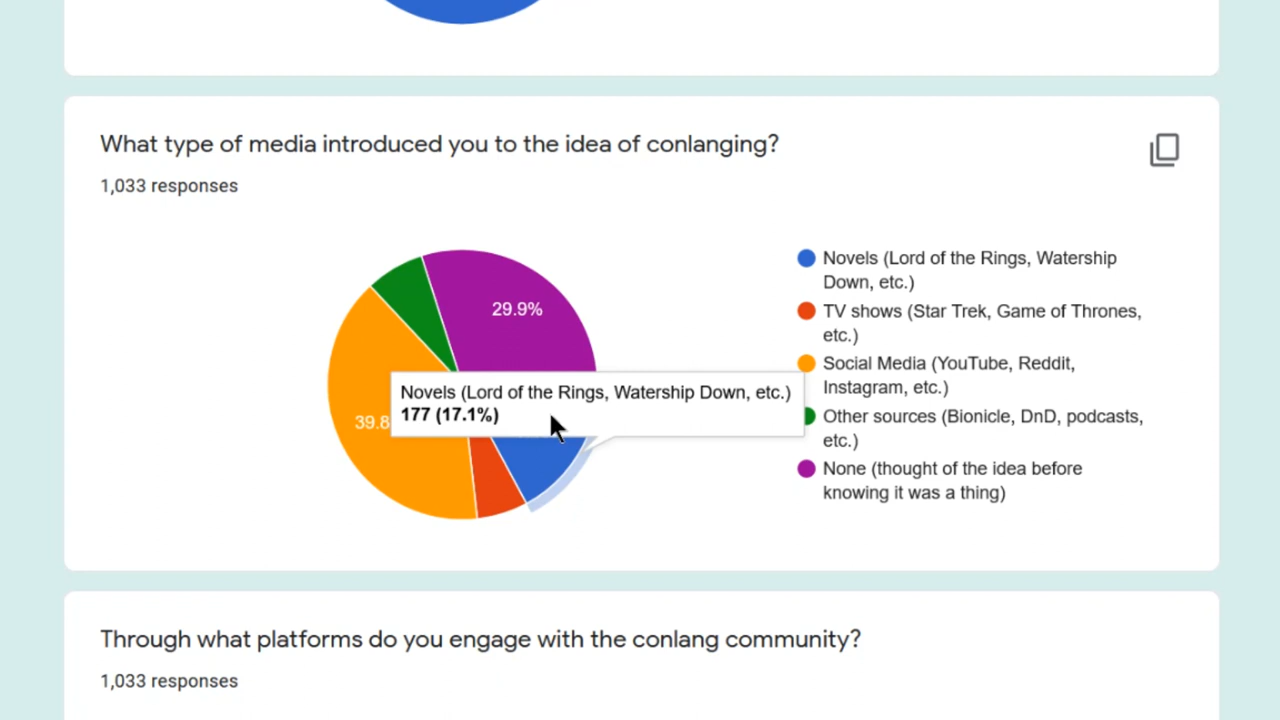 What type of media introduced you to the idea of conlanging?
1,033 responses
29.9%
39.8
Novels (Lord of the Rings, Watership Down, etc.)
177 (17.1%)
Novels (Lord of the Rings, Watership
Down, etc.)
TV shows (Star Trek, Game of Thrones,
etc.)
Social Media (YouTube, Reddit,
Instagram, etc.)
Other sources (Bionicle, DnD, podcasts,
etc.)
None (thought of the idea before
knowing it was a thing)
Through what platforms do you engage with the conlang community?
1,033 responses